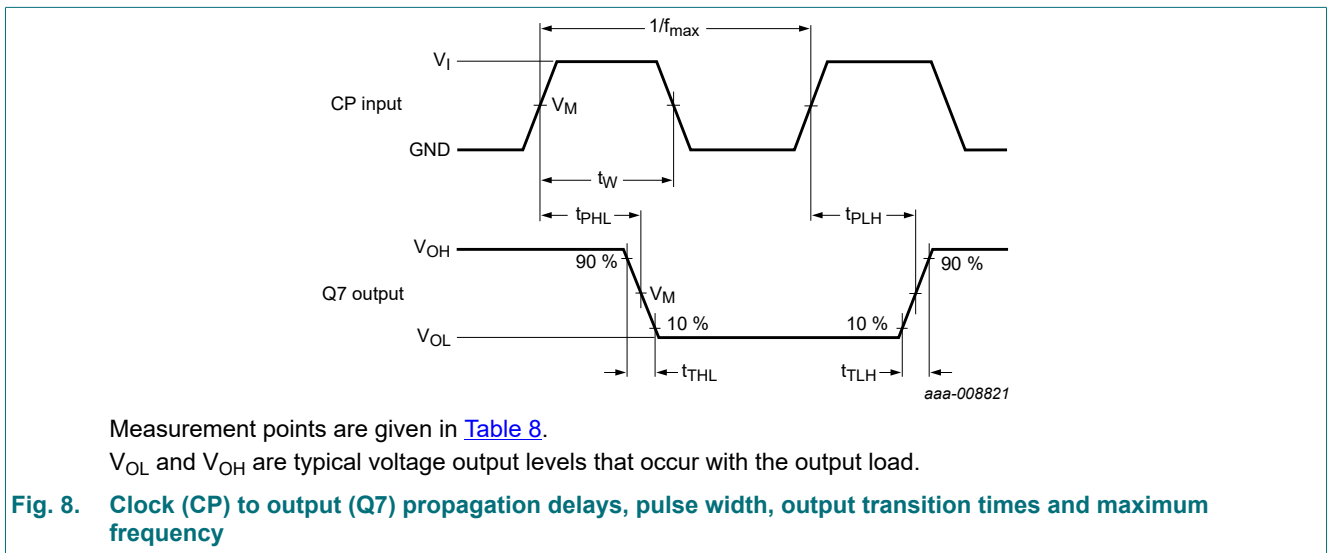 1/fmax
VI
CP input
VM
GND
tW
tPHL
tPLH
VOH
90 %
90 %
Q7 output
VM
10 %
10 %
VOL
tTHL
tTLH
aaa-008821
Measurement points are given in Table 8.
VOL and VOH are typical voltage output levels that occur with the output load.
Fig. 8. Clock (CP) to output (Q7) propagation delays, pulse width, output transition times and maximum
frequency